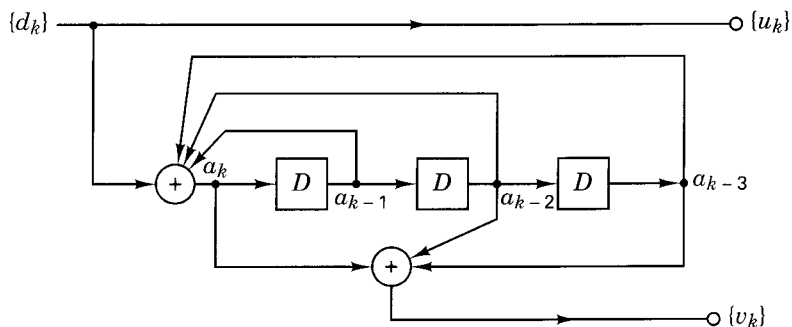 {d_k} {u_k}
+ a_k D a_{k-1} D a_{k-2} D a_{k-3}
+
{v_k}